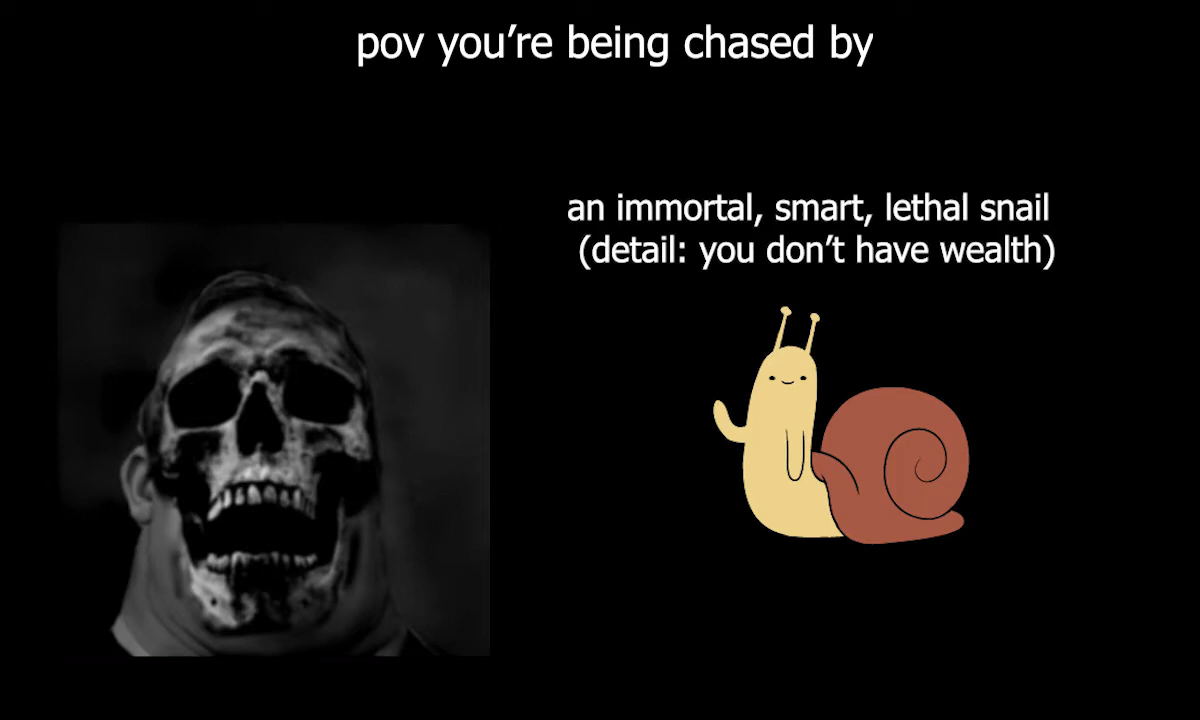 pov you’re being chased by
an immortal, smart, lethal snail
(detail: you don’t have wealth)